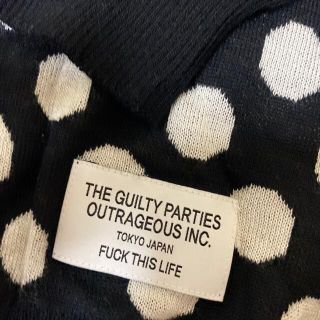 THE GUILTY PARTIES
OUTRAGEOUS INC.
TOKYO JAPAN
FUCK THIS LIFE